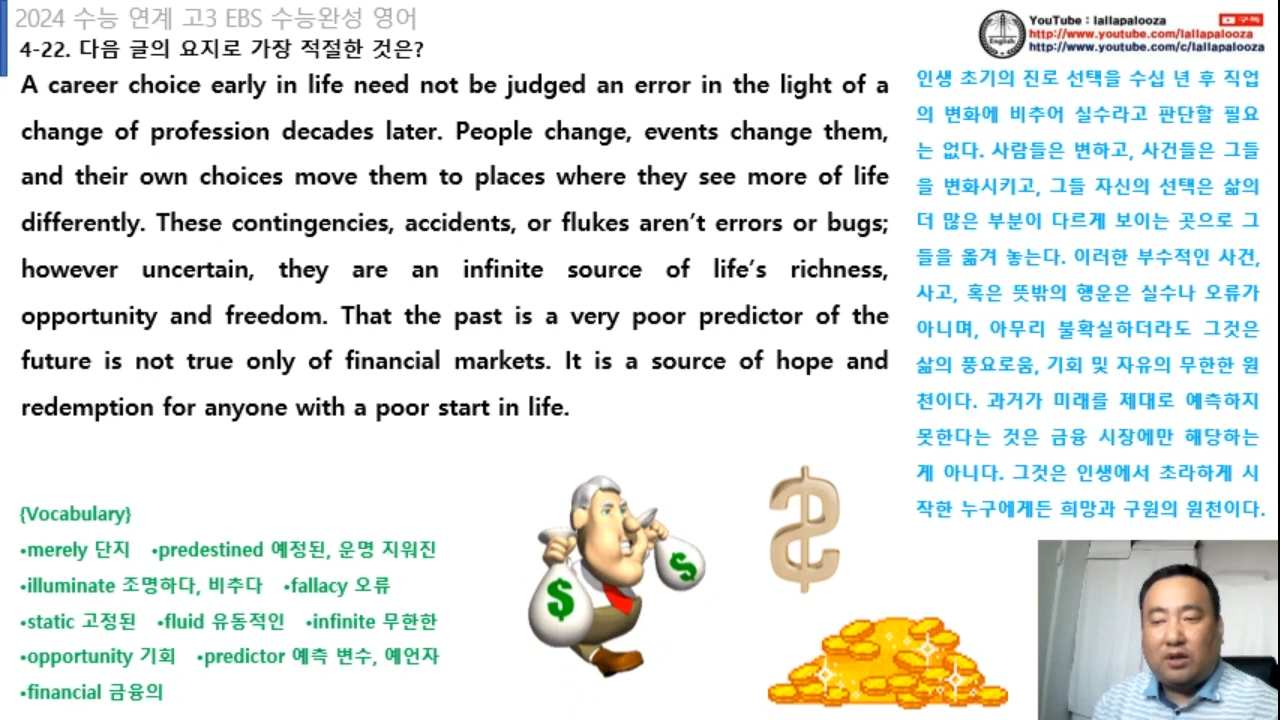 2024 수능 연계 고3 EBS 수능완성 영어
4-22. 다음 글의 요지로 가장 적절한 것은?
English
YouTube : lallapalooza
구독
http://www.youtube.com/lallapalooza
http://www.youtube.com/c/lallapalooza
A career choice early in life need not be judged an error in the light of a
change of profession decades later. People change, events change them,
and their own choices move them to places where they see more of life
differently. These contingencies, accidents, or flukes aren’t errors or bugs;
however uncertain, they are an infinite source of life’s richness,
opportunity and freedom. That the past is a very poor predictor of the
future is not true only of financial markets. It is a source of hope and
redemption for anyone with a poor start in life.
인생 초기의 진로 선택을 수십 년 후 직업
의 변화에 비추어 실수라고 판단할 필요
는 없다. 사람들은 변하고, 사건들은 그들
을 변화시키고, 그들 자신의 선택은 삶의
더 많은 부분이 다르게 보이는 곳으로 그
들을 옮겨 놓는다. 이러한 부수적인 사건,
사고, 혹은 뜻밖의 행운은 실수나 오류가
아니며, 아무리 불확실하더라도 그것은
삶의 풍요로움, 기회 및 자유의 무한한 원
천이다. 과거가 미래를 제대로 예측하지
못한다는 것은 금융 시장에만 해당하는
게 아니다. 그것은 인생에서 초라하게 시
작한 누구에게든 희망과 구원의 원천이다.
{Vocabulary}
•merely 단지 •predestined 예정된, 운명 지워진
•illuminate 조명하다, 비추다 •fallacy 오류
•static 고정된 •fluid 유동적인 •infinite 무한한
•opportunity 기회 •predictor 예측 변수, 예언자
•financial 금융의
$
$